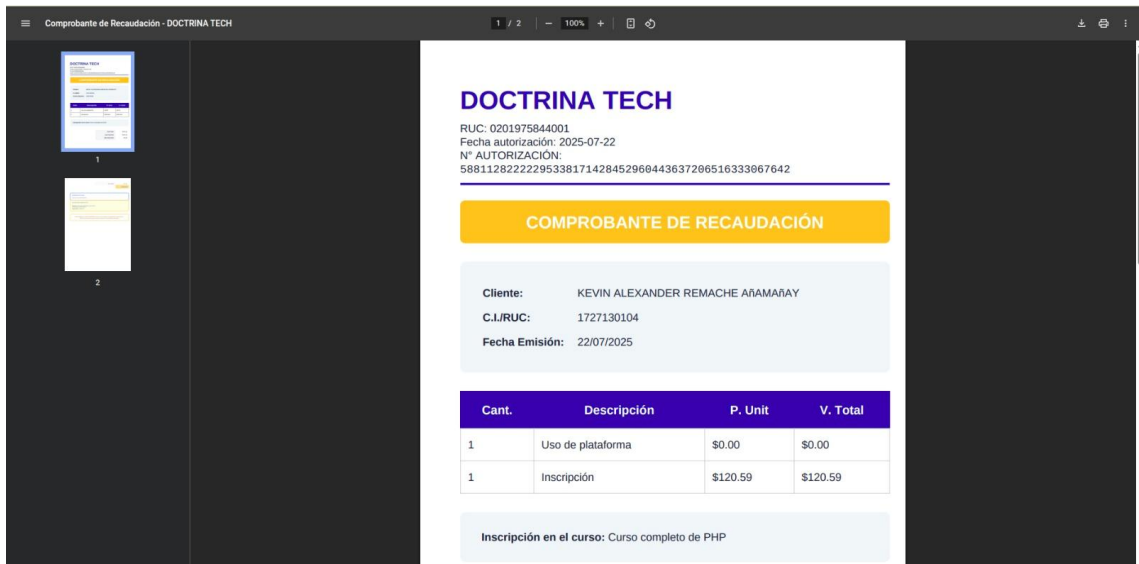 Comprobante de Recaudación - DOCTRINA TECH
1 / 2
100%
1
2
DOCTRINA TECH
RUC: 0201975844001
Fecha autorización: 2025-07-22
N° AUTORIZACIÓN:
58811282222295338171428452960443637206516333067642
COMPROBANTE DE RECAUDACIÓN
Cliente: KEVIN ALEXANDER REMACHE AñAMAñAY
C.I./RUC: 1727130104
Fecha Emisión: 22/07/2025
Cant. Descripción P. Unit V. Total
1 Uso de plataforma $0.00 $0.00
1 Inscripción $120.59 $120.59
Inscripción en el curso: Curso completo de PHP